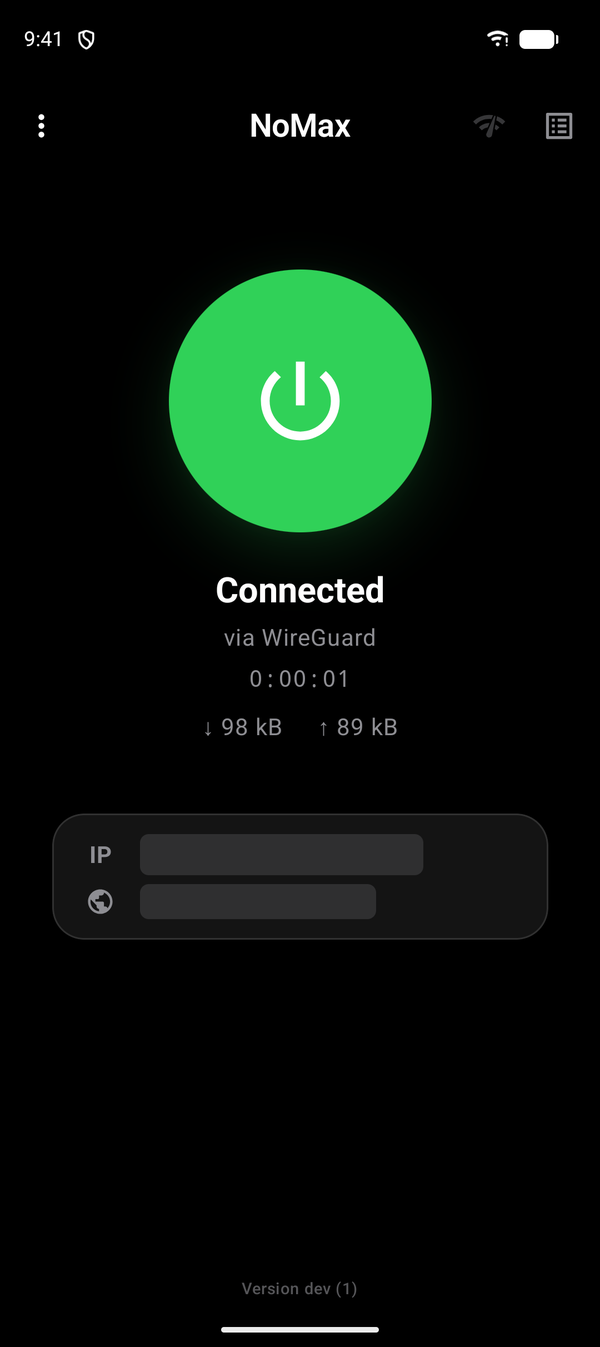 9:41
NoMax
Connected
via WireGuard
0:00:01
↓ 98 kB ↑ 89 kB
IP
Version dev (1)